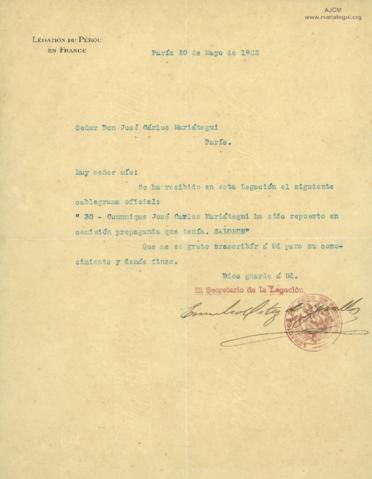 AJCM
www.mariategui.org
LÉGATION DU PÉROU
EN FRANCE
París 20 de Mayo de 1922
Señor Don José Cárlos Mariátegui
París.
Muy señor mío:
Se ha recibido en esta Legación el siguiente
cablegrama oficial:
" 30 - Comunique José Carlos Mariátegui ha sido repuesto en
comisión propaganda que tenía. SALOMON"
Que me es grato trascribir á Ud para su cono-
cimiento y demás fines.
Dios guarde á Ud.
El Secretario de la Legación